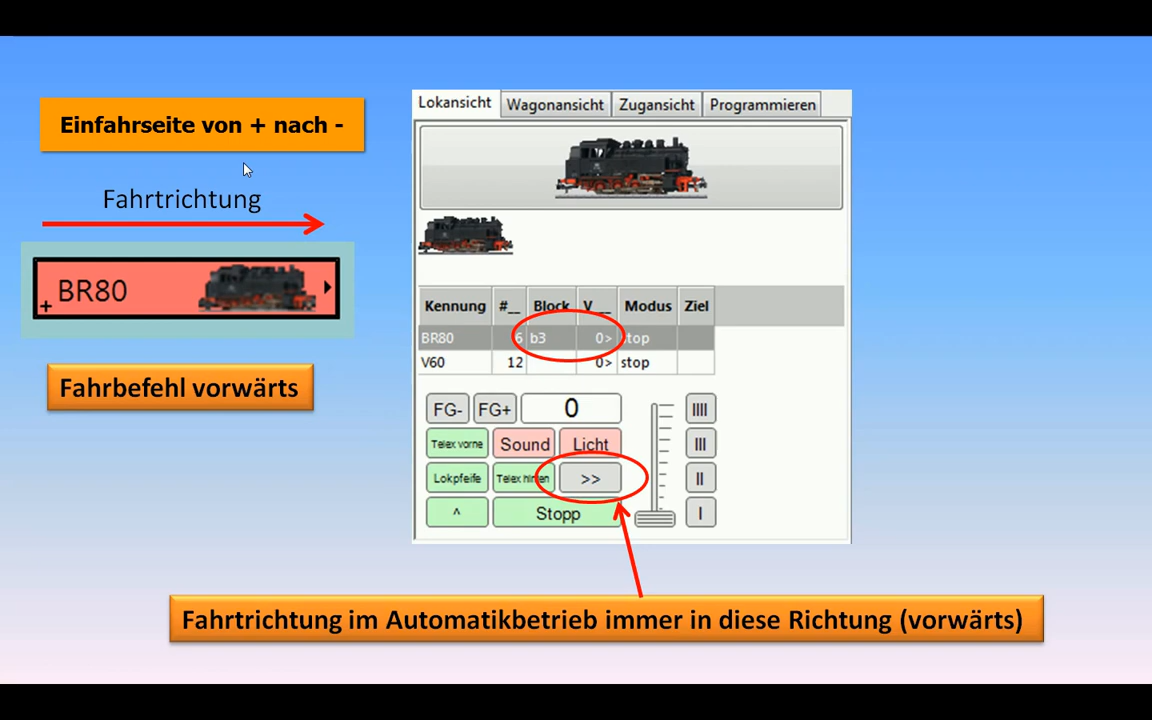 Einfahrseite von + nach -
Fahrtrichtung
BR80
+
Fahrbefehl vorwärts
Lokansicht Wagonansicht Zugansicht Programmieren
Kennung #__ Block V__ Modus Ziel
BR80 6 b3 0> stop
V60 12 0> stop
FG- FG+ 0 IIII
Telex vorne Sound Licht III
Lokpfeife Telex hinten >> II
^ Stopp I
Fahrtrichtung im Automatikbetrieb immer in diese Richtung (vorwärts)